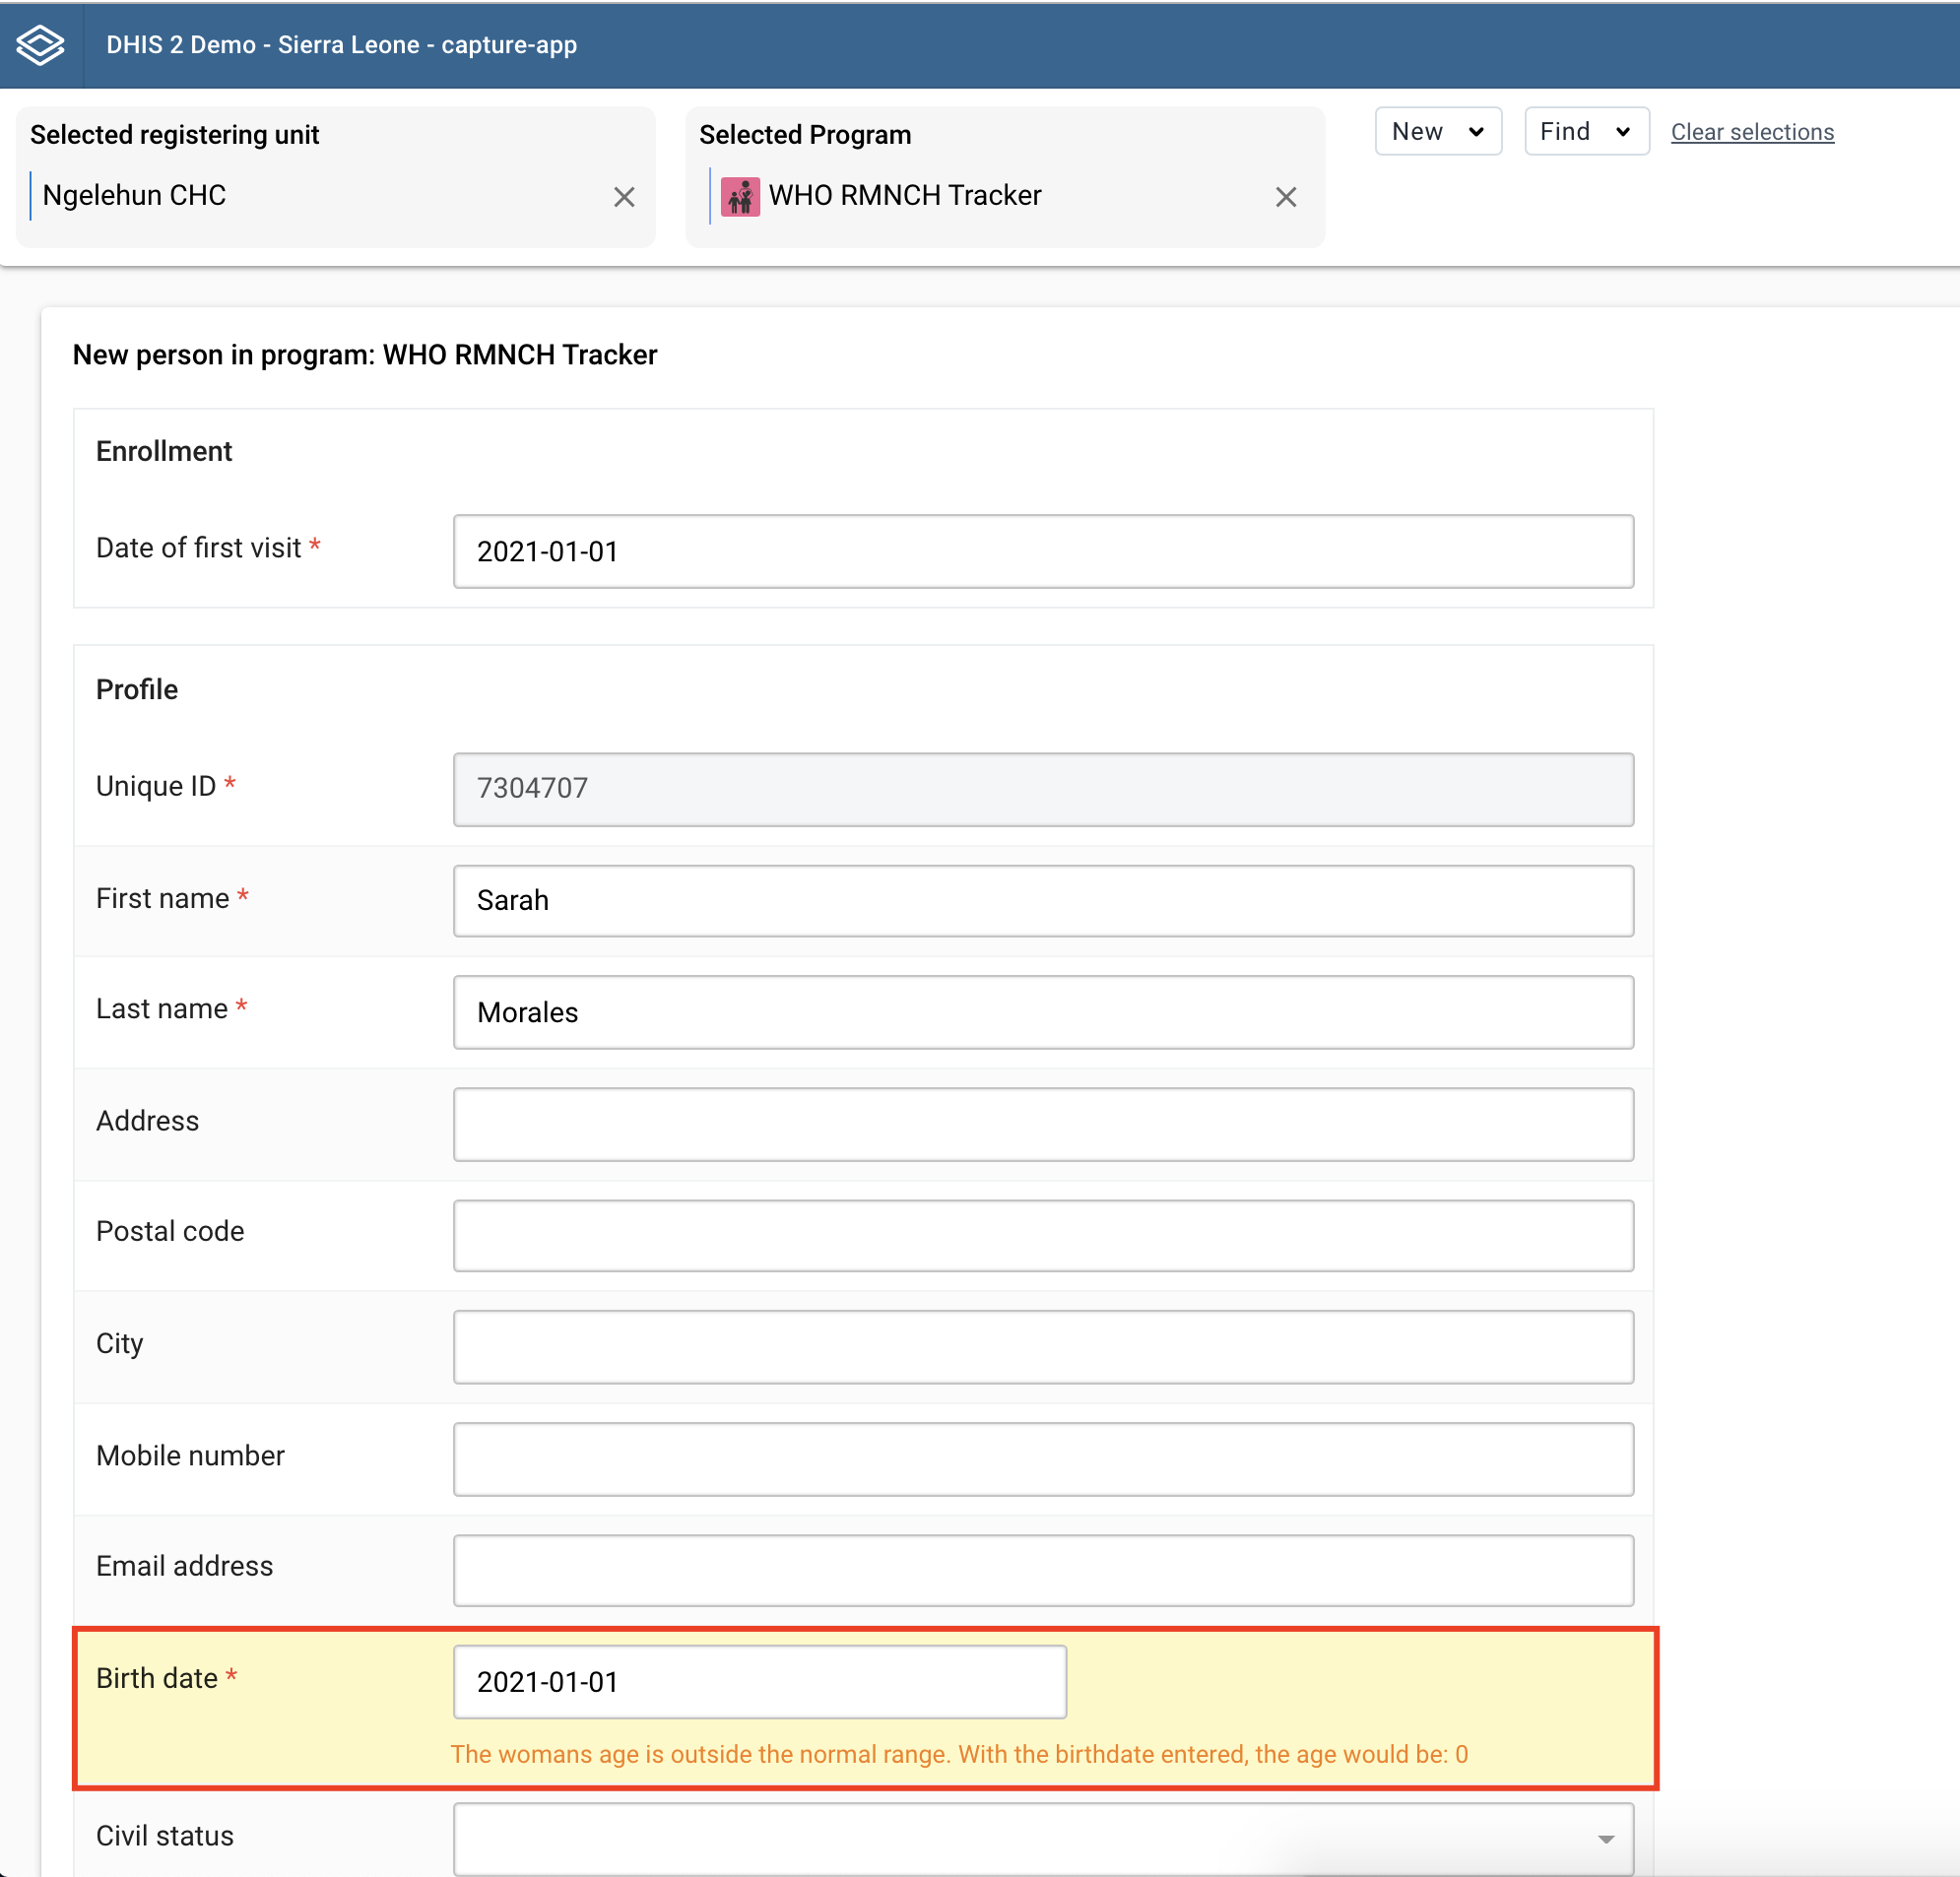 DHIS 2 Demo - Sierra Leone - capture-app
Selected registering unit
Ngelehun CHC
Selected Program
WHO RMNCH Tracker
New
Find
Clear selections
New person in program: WHO RMNCH Tracker
Enrollment
Date of first visit *
2021-01-01
Profile
Unique ID *
7304707
First name *
Sarah
Last name *
Morales
Address
Postal code
City
Mobile number
Email address
Birth date *
2021-01-01
The womans age is outside the normal range. With the birthdate entered, the age would be: 0
Civil status